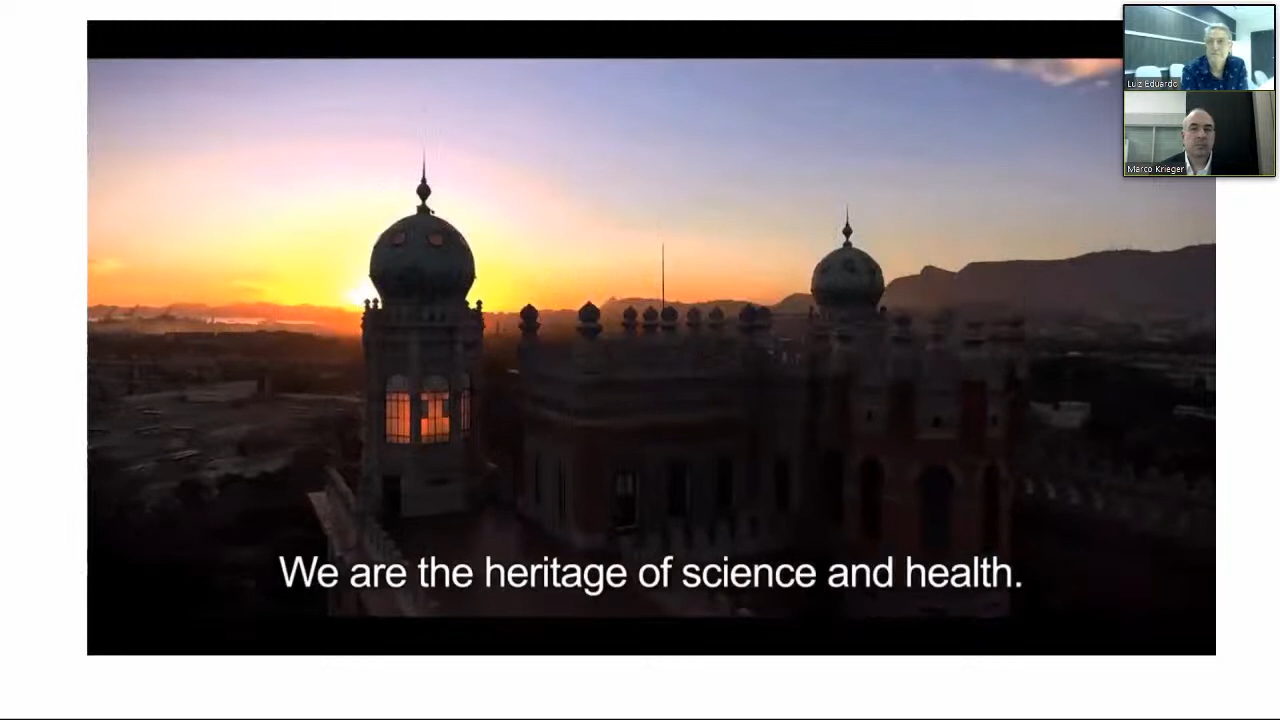 Luiz Eduardo
Marco Krieger
We are the heritage of science and health.